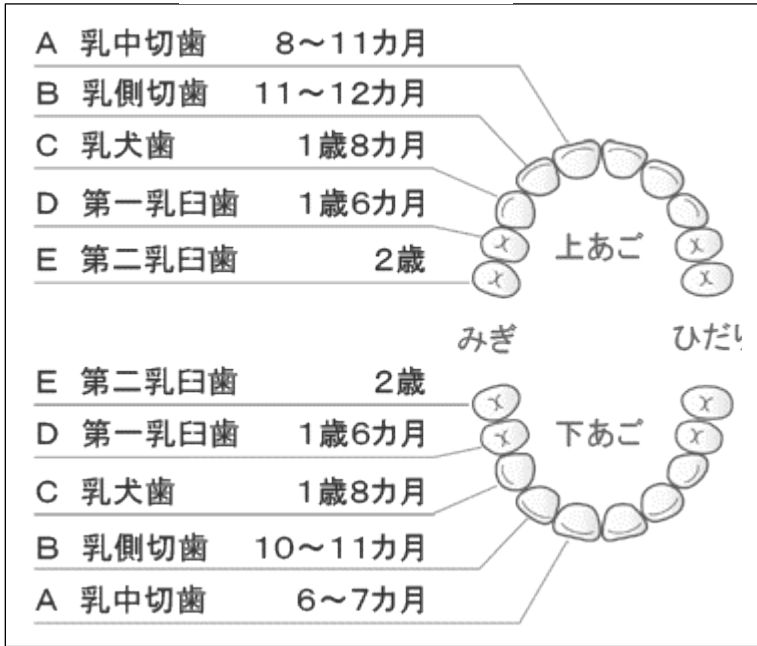 A 乳中切歯 8〜11カ月
B 乳側切歯 11〜12カ月
C 乳犬歯 1歳8カ月
D 第一乳臼歯 1歳6カ月
E 第二乳臼歯 2歳
上あご
みぎ ひだり
E 第二乳臼歯 2歳
D 第一乳臼歯 1歳6カ月
下あご
C 乳犬歯 1歳8カ月
B 乳側切歯 10〜11カ月
A 乳中切歯 6〜7カ月